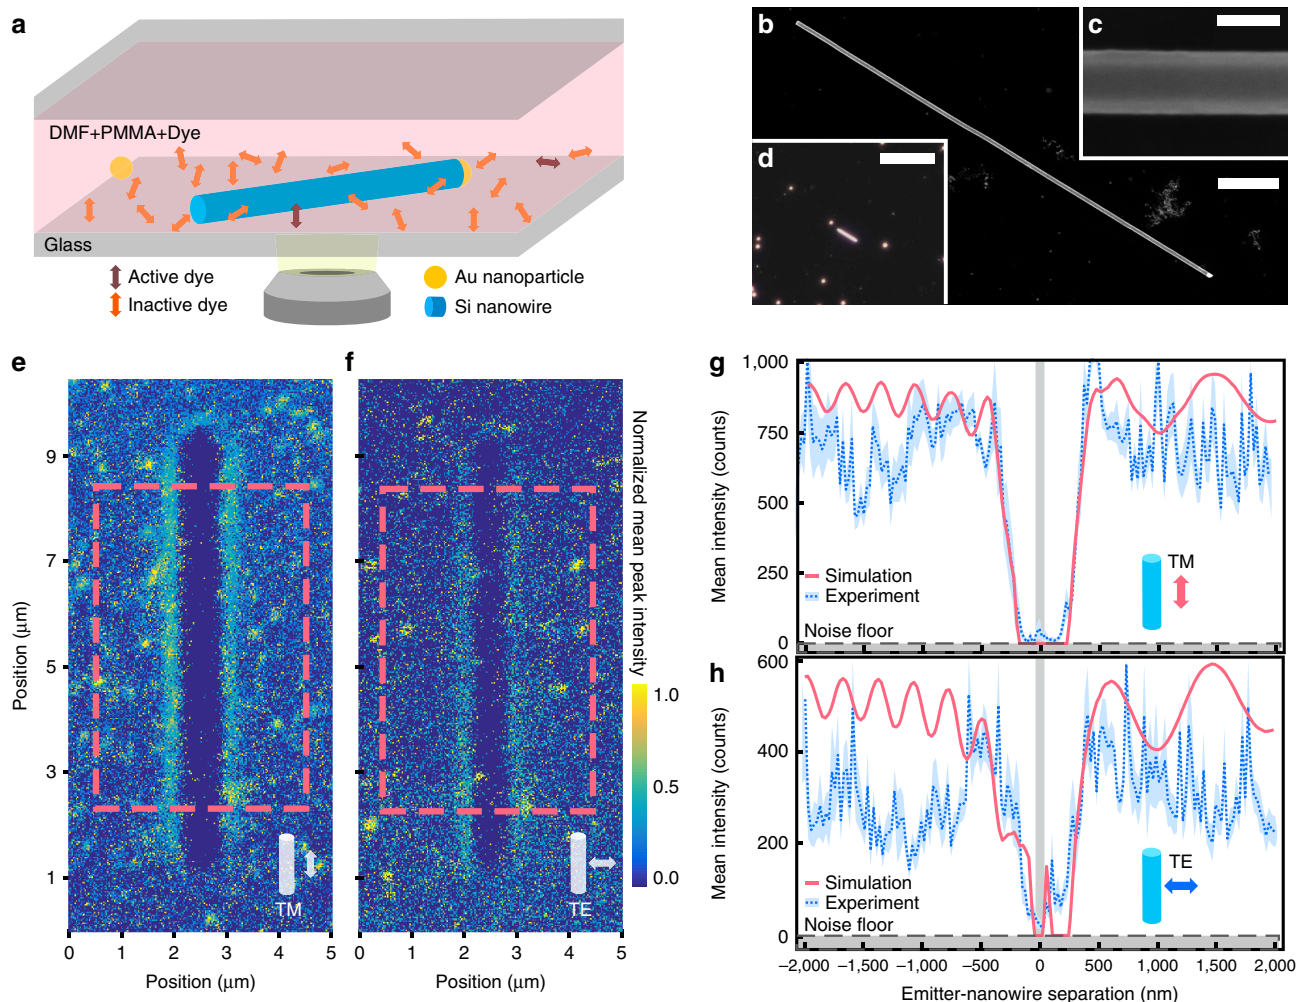 a
DMF+PMMA+Dye
Glass
Active dye
Inactive dye
Au nanoparticle
Si nanowire
b
c
d
e
f
9
7
5
3
1
Position (μm)
0 1 2 3 4 5
Position (μm)
TM
0 1 2 3 4 5
Position (μm)
TE
Normalized mean peak intensity
1.0
0.5
0.0
g
1,000
750
500
250
0
Mean intensity (counts)
Simulation
Experiment
Noise floor
TM
h
600
400
200
0
Mean intensity (counts)
Simulation
Experiment
Noise floor
TE
−2,000 −1,500 −1,000 −500 0 500 1,000 1,500 2,000
Emitter-nanowire separation (nm)